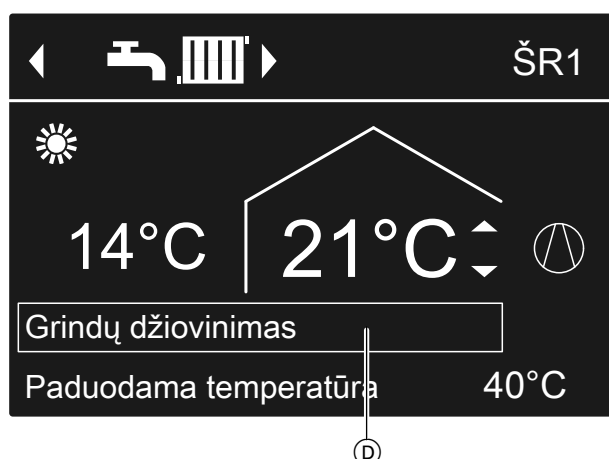 ŠR1
14°C 21°C
Grindų džiovinimas
Paduodama temperatūra 40°C
D